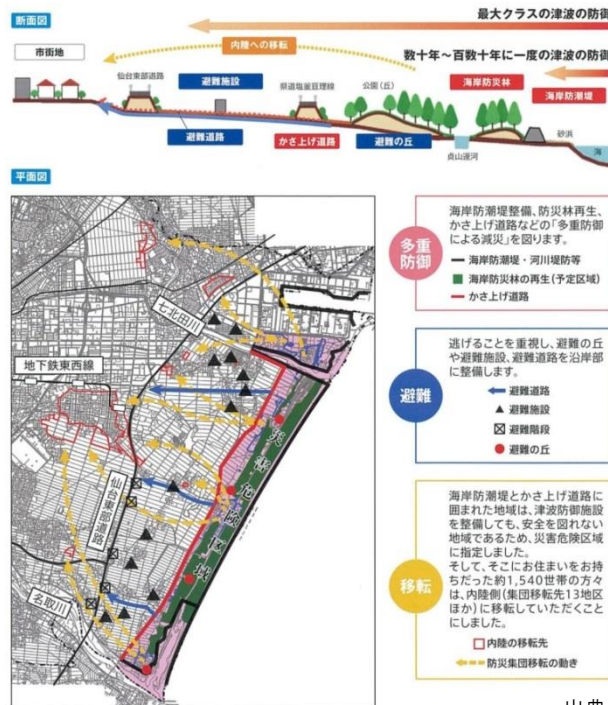 断面図
最大クラスの津波の防御
市街地
内陸への移転
数十年～百数十年に一度の津波の防御
仙台東部道路
避難施設
県道塩釜亘理線
公園(丘)
海岸防災林
海岸防潮堤
避難道路
かさ上げ道路
避難の丘
貞山運河
砂浜
海
平面図
七北田川
地下鉄東西線
仙台東部道路
名取川
災害危険区域
多重防御
海岸防潮堤整備、防災林再生、
かさ上げ道路などの「多重防御
による減災」を図ります。
海岸防潮堤・河川堤防等
海岸防災林の再生(予定区域)
かさ上げ道路
避難
逃げることを重視し、避難の丘
や避難施設、避難道路を沿岸部
に整備します。
避難道路
避難施設
避難階段
避難の丘
移転
海岸防潮堤とかさ上げ道路に
囲まれた地域は、津波防御施設
を整備しても、安全を図れない
地域であるため、災害危険区域
に指定しました。
そして、そこにお住まいをお持
ちだった約1,540世帯の方々
は、内陸側(集団移転先13地区
ほか)に移転していただくこと
にしました。
内陸の移転先
防災集団移転の動き